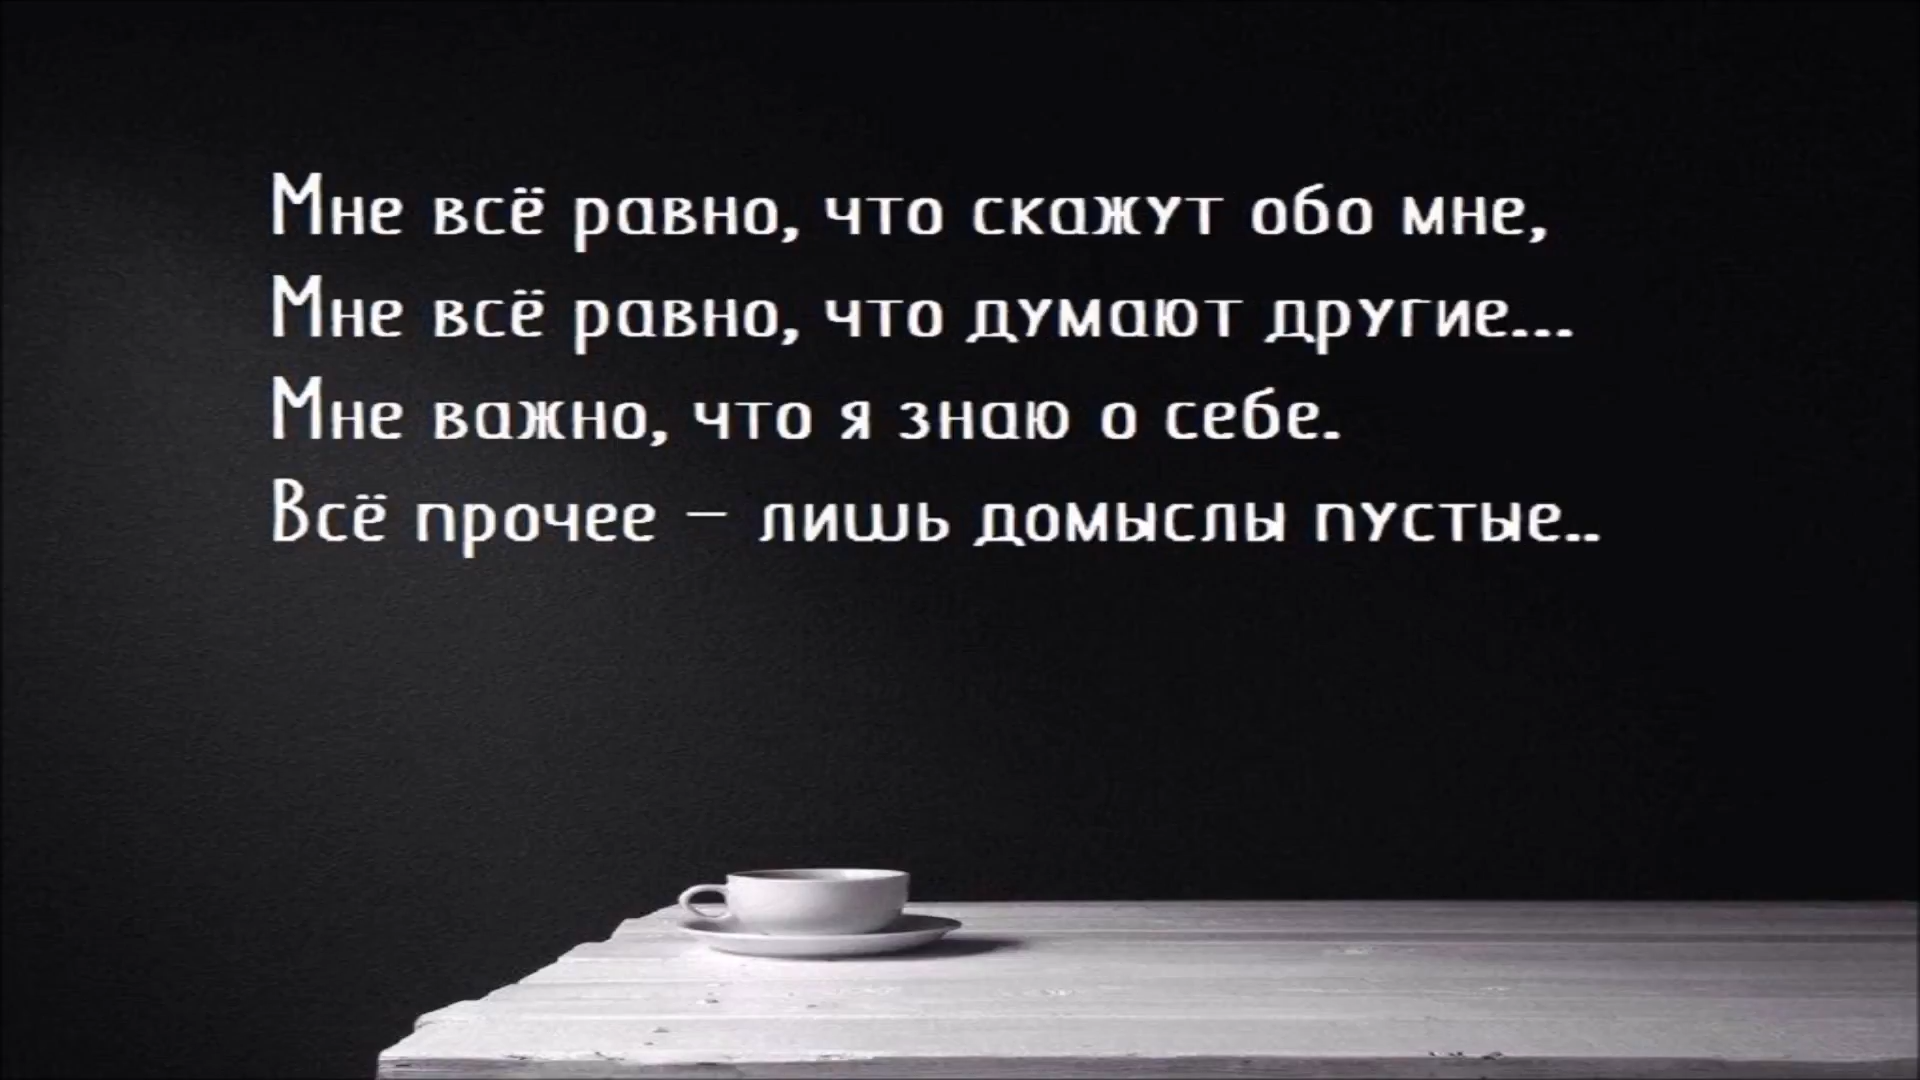 Мне всё равно, что скажут обо мне,
Мне всё равно, что думают другие...
Мне важно, что я знаю о себе.
Всё прочее – лишь домыслы пустые..